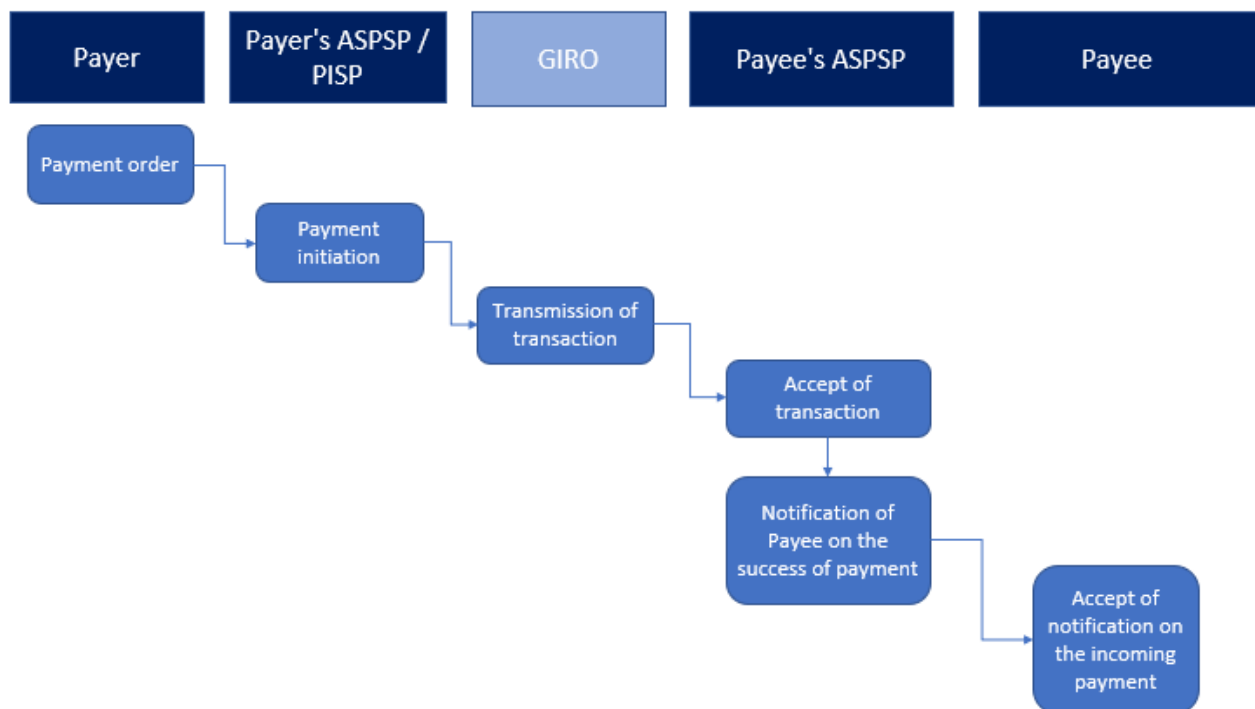 Payer
Payer's ASPSP /
PISP
GIRO
Payee's ASPSP
Payee
Payment order
Payment
initiation
Transmission of
transaction
Accept of
transaction
Notification of
Payee on the
success of payment
Accept of
notification on
the incoming
payment